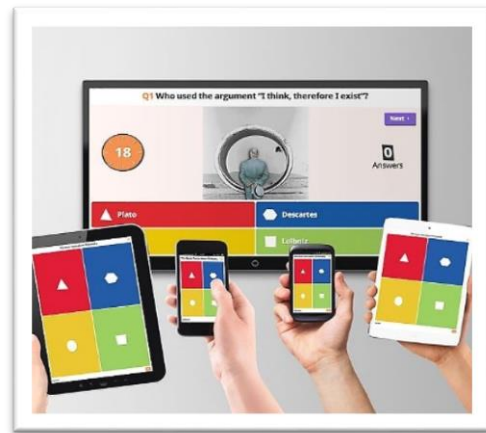 Q1 Who used the argument "I think, therefore I exist"?
Next
18
0
Answers
Plato
Descartes
Leibniz